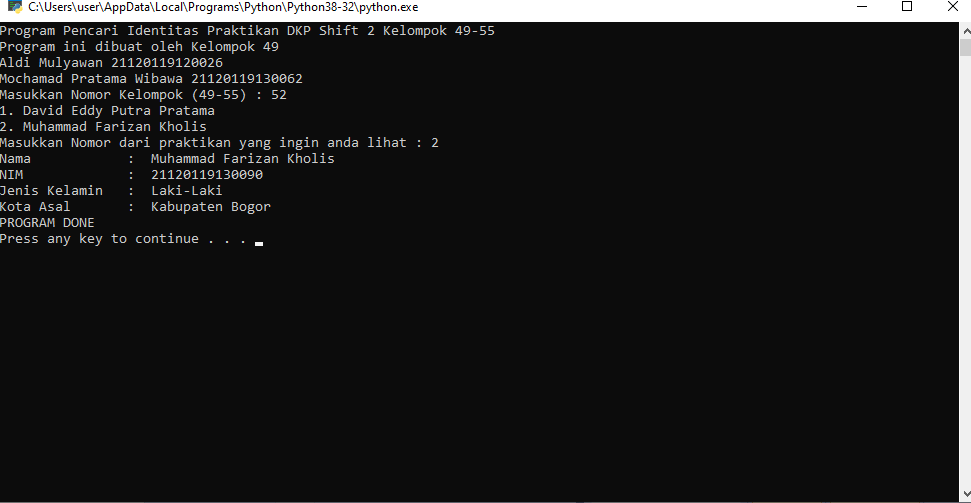 C:\Users\user\AppData\Local\Programs\Python\Python38-32\python.exe
Program Pencari Identitas Praktikan DKP Shift 2 Kelompok 49-55
Program ini dibuat oleh Kelompok 49
Aldi Mulyawan 21120119120026
Mochamad Pratama Wibawa 21120119130062
Masukkan Nomor Kelompok (49-55) : 52
1. David Eddy Putra Pratama
2. Muhammad Farizan Kholis
Masukkan Nomor dari praktikan yang ingin anda lihat : 2
Nama            :  Muhammad Farizan Kholis
NIM             :  21120119130090
Jenis Kelamin   :  Laki-Laki
Kota Asal       :  Kabupaten Bogor
PROGRAM DONE
Press any key to continue . . .